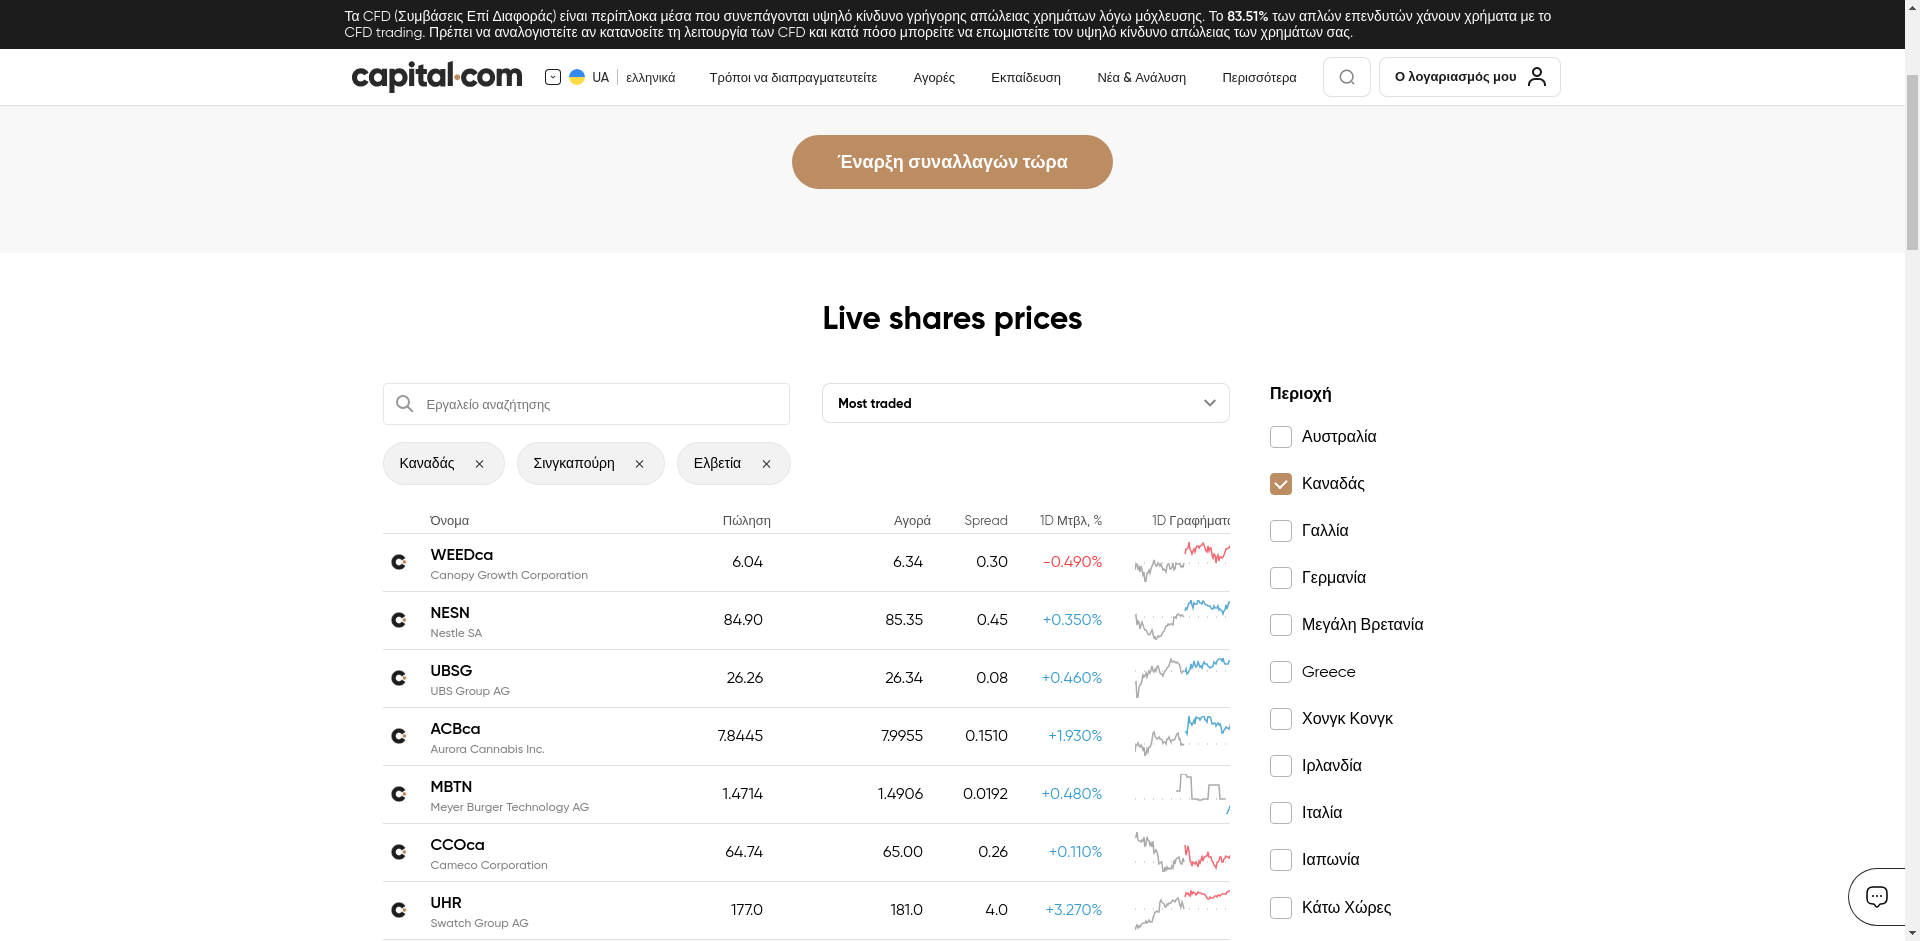 Τα CFD (Συμβάσεις Επί Διαφοράς) είναι περίπλοκα μέσα που συνεπάγονται υψηλό κίνδυνο γρήγορης απώλειας χρημάτων λόγω μόχλευσης. Το 83.51% των απλών επενδυτών χάνουν χρήματα με το
CFD trading. Πρέπει να αναλογιστείτε αν κατανοείτε τη λειτουργία των CFD και κατά πόσο μπορείτε να επωμιστείτε τον υψηλό κίνδυνο απώλειας των χρημάτων σας.
capital.com UA ελληνικά Τρόποι να διαπραγματευτείτε Αγορές Εκπαίδευση Νέα & Ανάλυση Περισσότερα Ο λογαριασμός μου
Έναρξη συναλλαγών τώρα
Live shares prices
Εργαλείο αναζήτησης Most traded
Καναδάς Σινγκαπούρη Ελβετία
Όνομα Πώληση Αγορά Spread 1D Μτβλ, % 1D Γραφήματα
WEEDca 6.04 6.34 0.30 -0.490%
Canopy Growth Corporation
NESN 84.90 85.35 0.45 +0.350%
Nestle SA
UBSG 26.26 26.34 0.08 +0.460%
UBS Group AG
ACBca 7.8445 7.9955 0.1510 +1.930%
Aurora Cannabis Inc.
MBTN 1.4714 1.4906 0.0192 +0.480%
Meyer Burger Technology AG
CCOca 64.74 65.00 0.26 +0.110%
Cameco Corporation
UHR 177.0 181.0 4.0 +3.270%
Swatch Group AG
Περιοχή
Αυστραλία
Καναδάς
Γαλλία
Γερμανία
Μεγάλη Βρετανία
Greece
Χονγκ Κονγκ
Ιρλανδία
Ιταλία
Ιαπωνία
Κάτω Χώρες